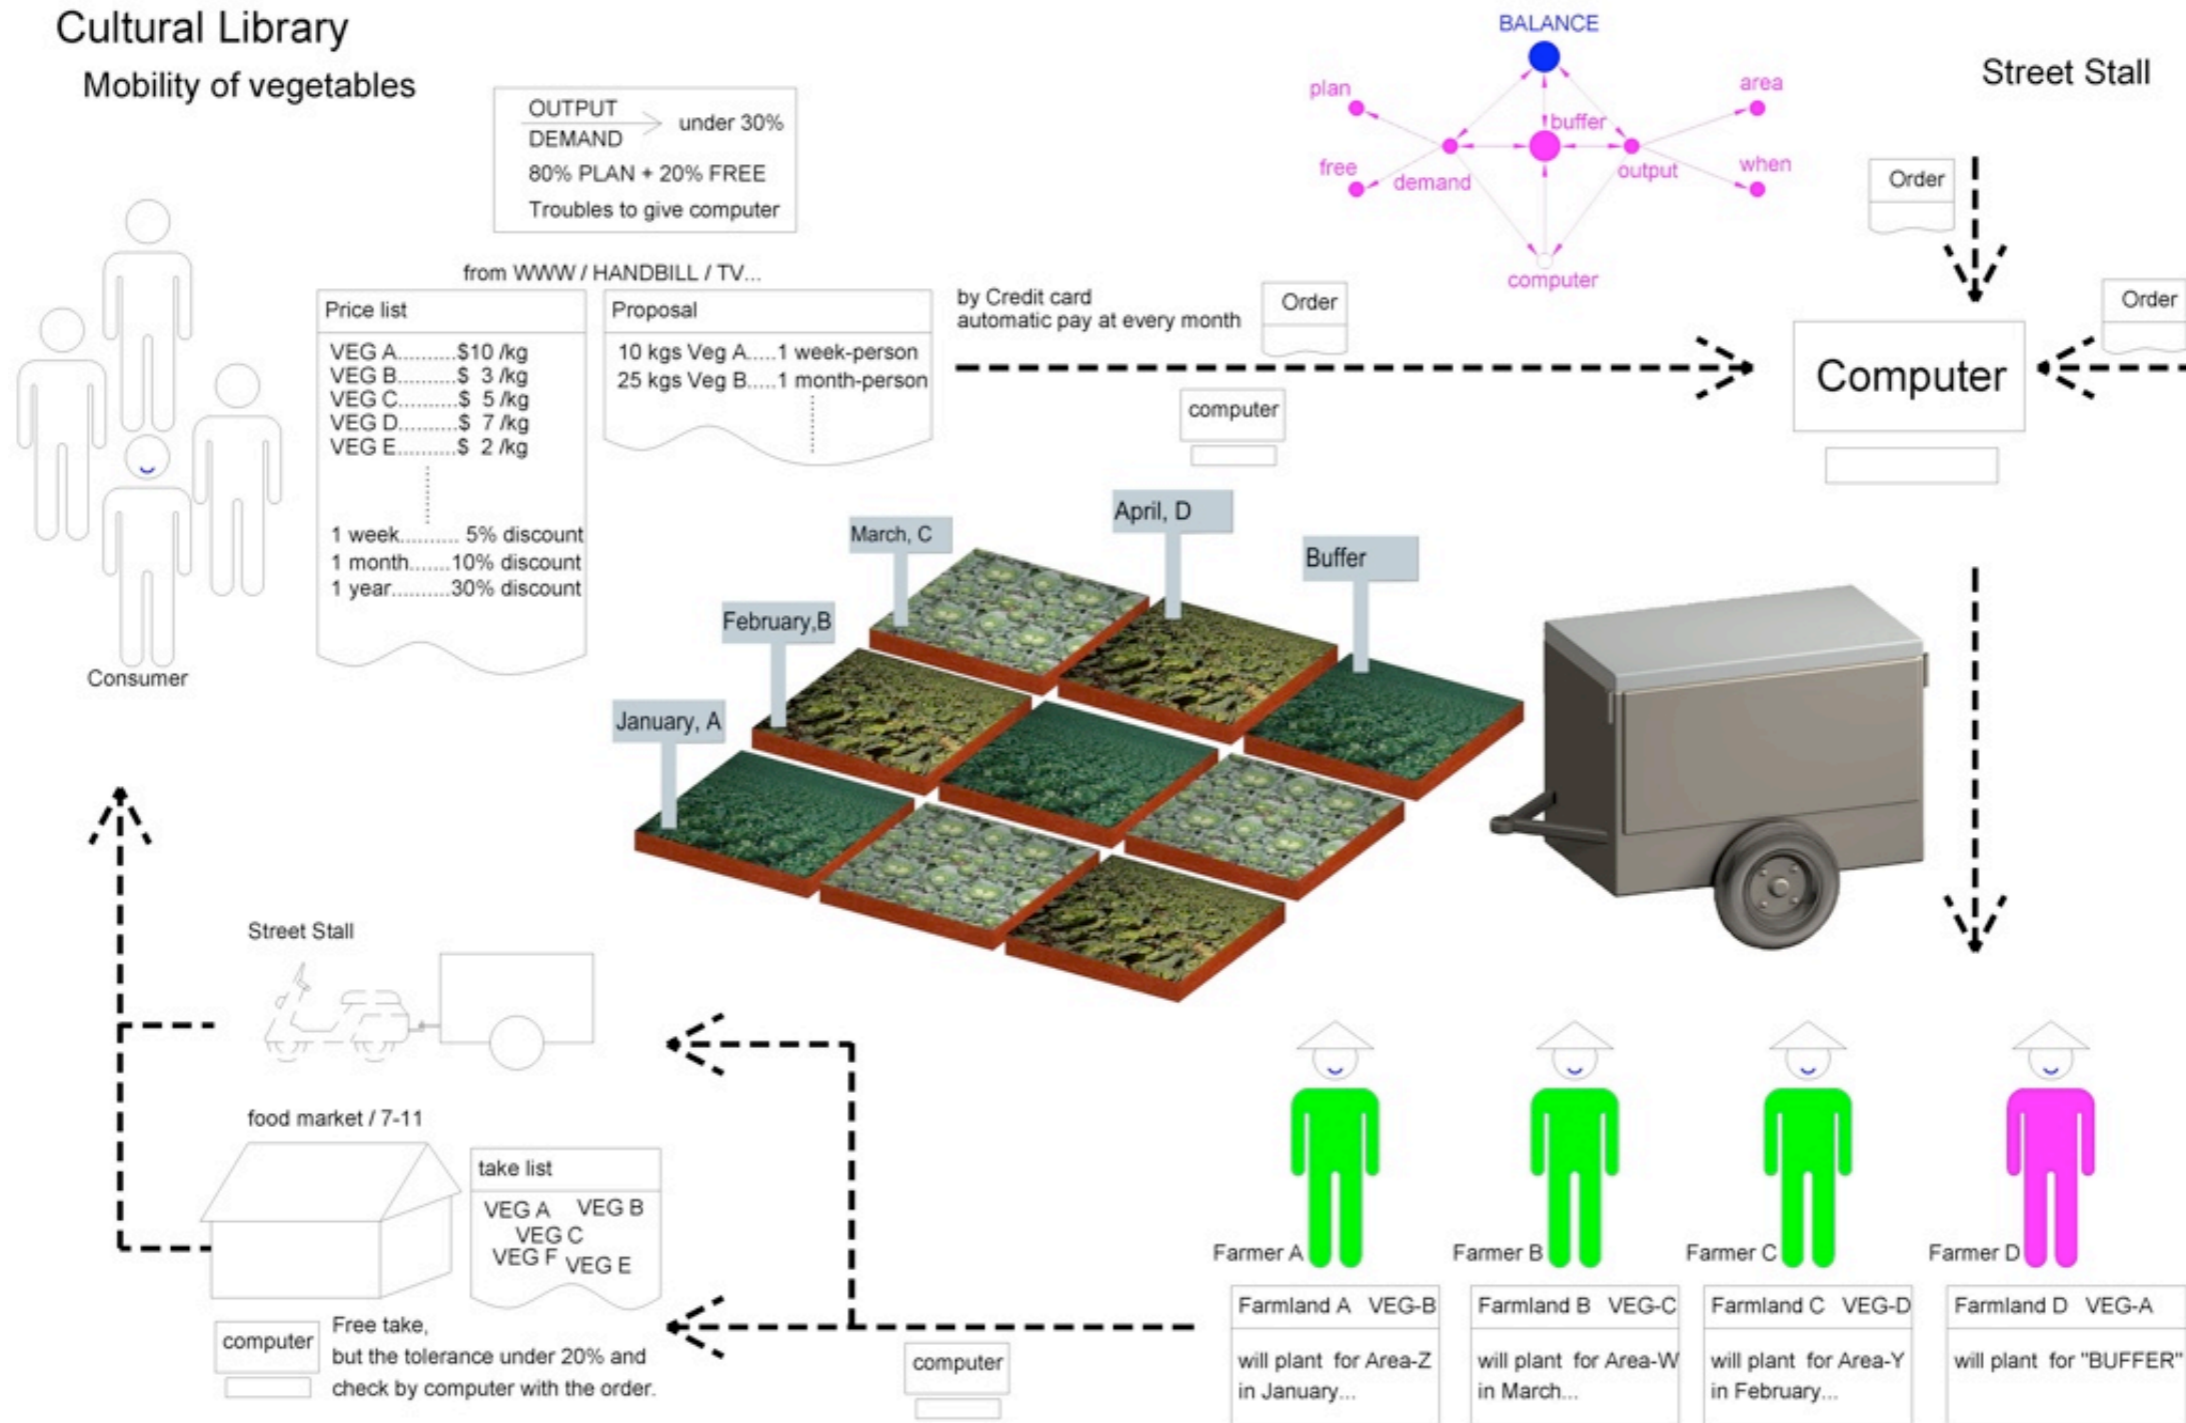 Cultural Library
Mobility of vegetables
OUTPUT
DEMAND
under 30%
80% PLAN + 20% FREE
Troubles to give computer
BALANCE
plan
area
buffer
free
demand
output
when
computer
Street Stall
Order
from WWW / HANDBILL / TV...
Price list
VEG A.........$10 /kg
VEG B.........$ 3 /kg
VEG C.........$ 5 /kg
VEG D.........$ 7 /kg
VEG E.........$ 2 /kg
1 week.......... 5% discount
1 month.......10% discount
1 year..........30% discount
Proposal
10 kgs Veg A.....1 week-person
25 kgs Veg B.....1 month-person
by Credit card
automatic pay at every month
Order
computer
Computer
Order
Consumer
January, A
February,B
March, C
April, D
Buffer
Street Stall
food market / 7-11
take list
VEG A VEG B
VEG C
VEG F VEG E
computer
Free take,
but the tolerance under 20% and
check by computer with the order.
computer
Farmer A
Farmland A VEG-B
will plant for Area-Z
in January...
Farmer B
Farmland B VEG-C
will plant for Area-W
in March...
Farmer C
Farmland C VEG-D
will plant for Area-Y
in February...
Farmer D
Farmland D VEG-A
will plant for "BUFFER"